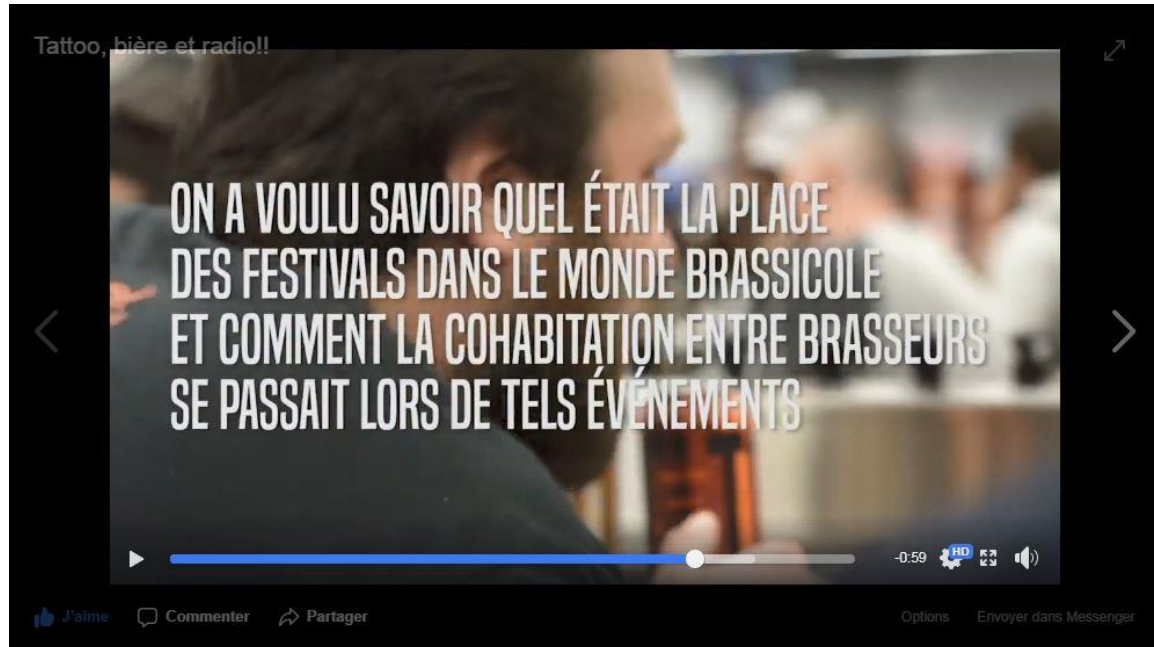 Tattoo, bière et radio!!
ON A VOULU SAVOIR QUEL ÉTAIT LA PLACE
DES FESTIVALS DANS LE MONDE BRASSICOLE
ET COMMENT LA COHABITATION ENTRE BRASSEURS
SE PASSAIT LORS DE TELS ÉVÉNEMENTS
-0:59 HD
J'aime Commenter Partager Options Envoyer dans Messenger